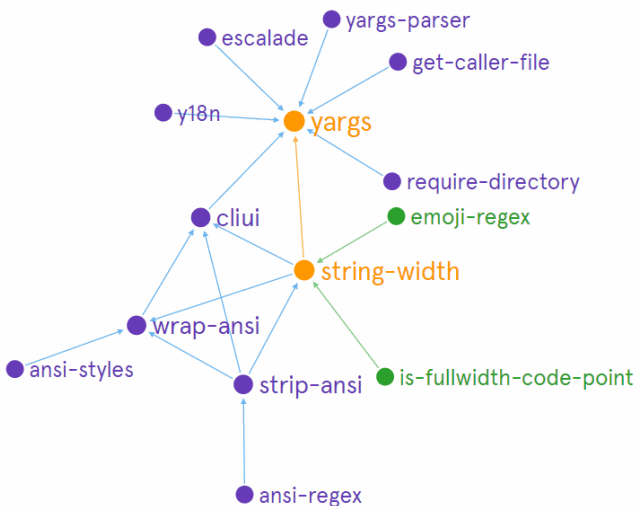 yargs-parser
escalade
get-caller-file
y18n
yargs
require-directory
cliui
emoji-regex
string-width
wrap-ansi
ansi-styles
strip-ansi
is-fullwidth-code-point
ansi-regex